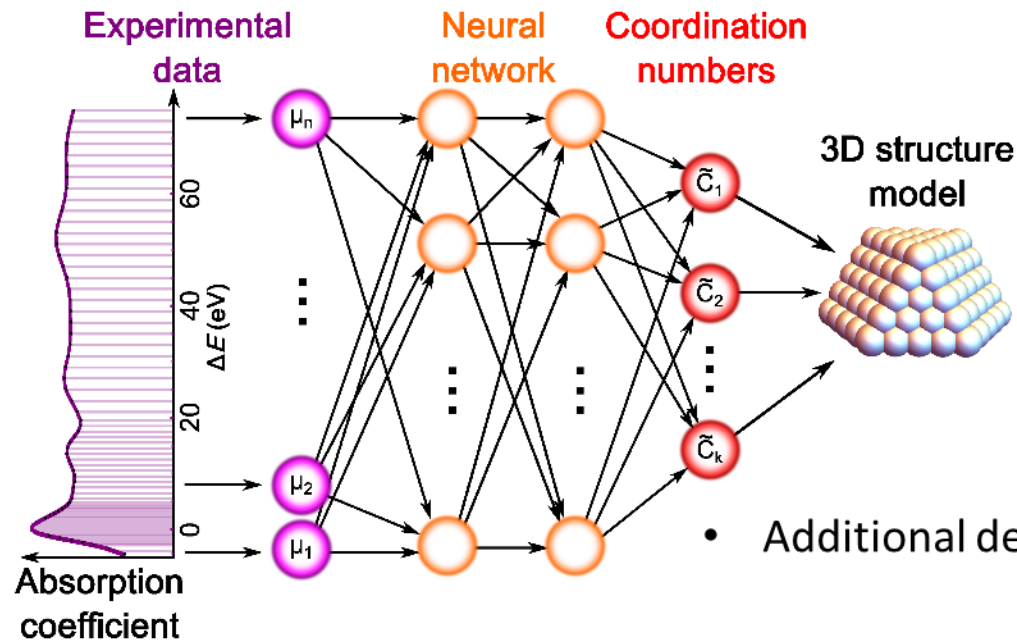 Experimental
data
Neural
network
Coordination
numbers
3D structure
model
μn
μ2
μ1
C̃1
C̃2
C̃k
60
40
20
0
ΔE (eV)
Absorption
coefficient
• Additional